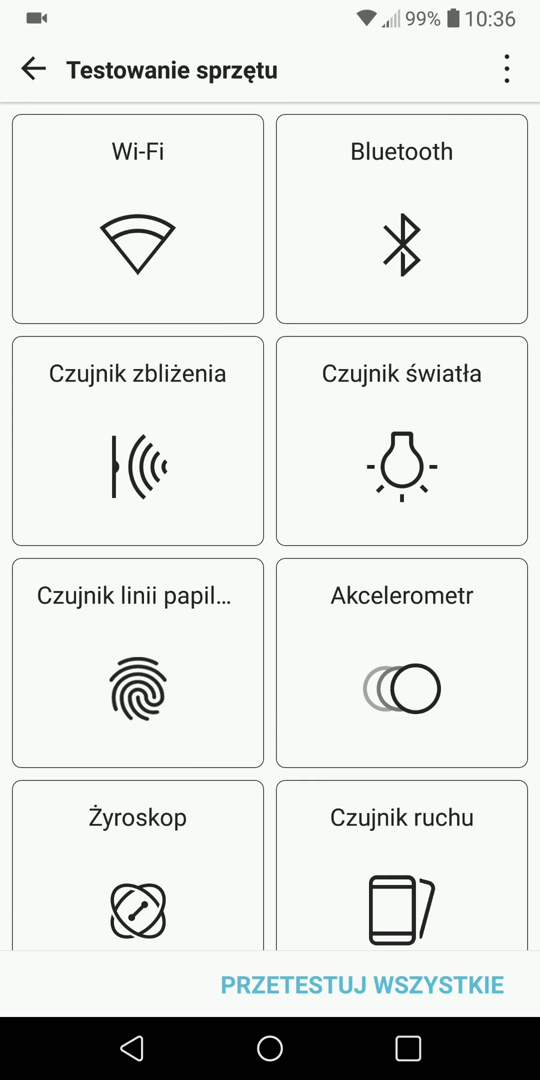 99% 10:36
Testowanie sprzętu
Wi-Fi
Bluetooth
Czujnik zbliżenia
Czujnik światła
Czujnik linii papil...
Akcelerometr
Żyroskop
Czujnik ruchu
PRZETESTUJ WSZYSTKIE